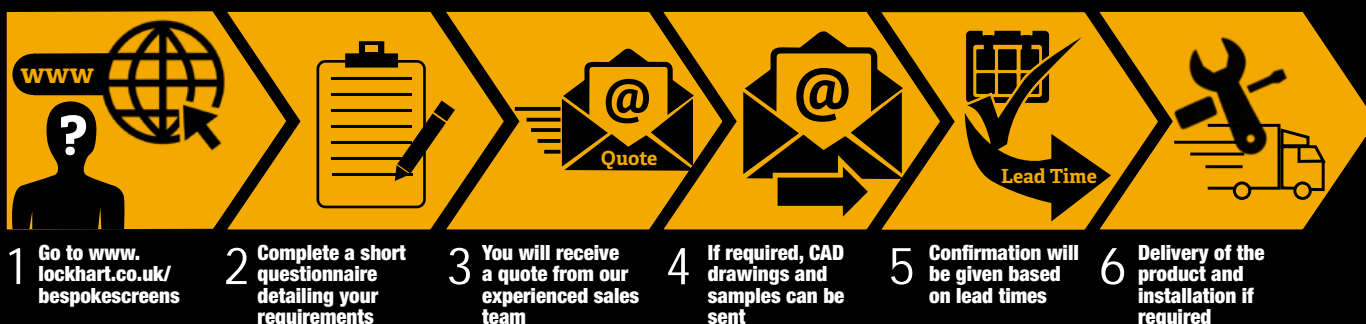 www
?
@
Quote
@
Lead Time
1 Go to www.
lockhart.co.uk/
bespokescreens
2 Complete a short
questionnaire
detailing your
requirements
3 You will receive
a quote from our
experienced sales
team
4 If required, CAD
drawings and
samples can be
sent
5 Confirmation will
be given based
on lead times
6 Delivery of the
product and
installation if
required